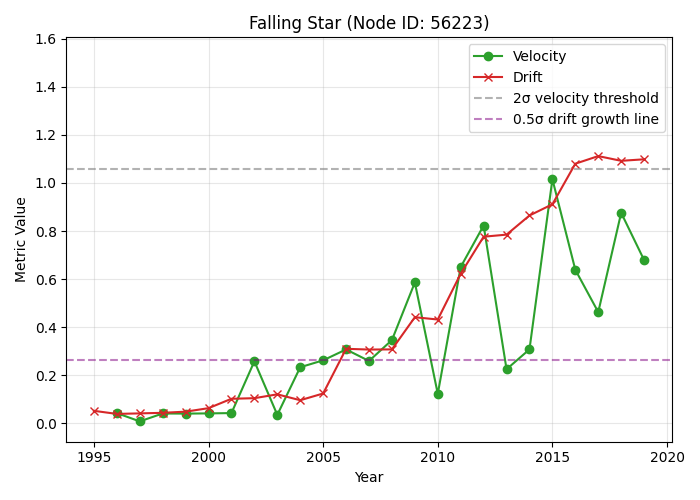 Falling Star (Node ID: 56223)
Velocity
Drift
2σ velocity threshold
0.5σ drift growth line
Metric Value
1.6
1.4
1.2
1.0
0.8
0.6
0.4
0.2
0.0
1995
2000
2005
2010
2015
2020
Year